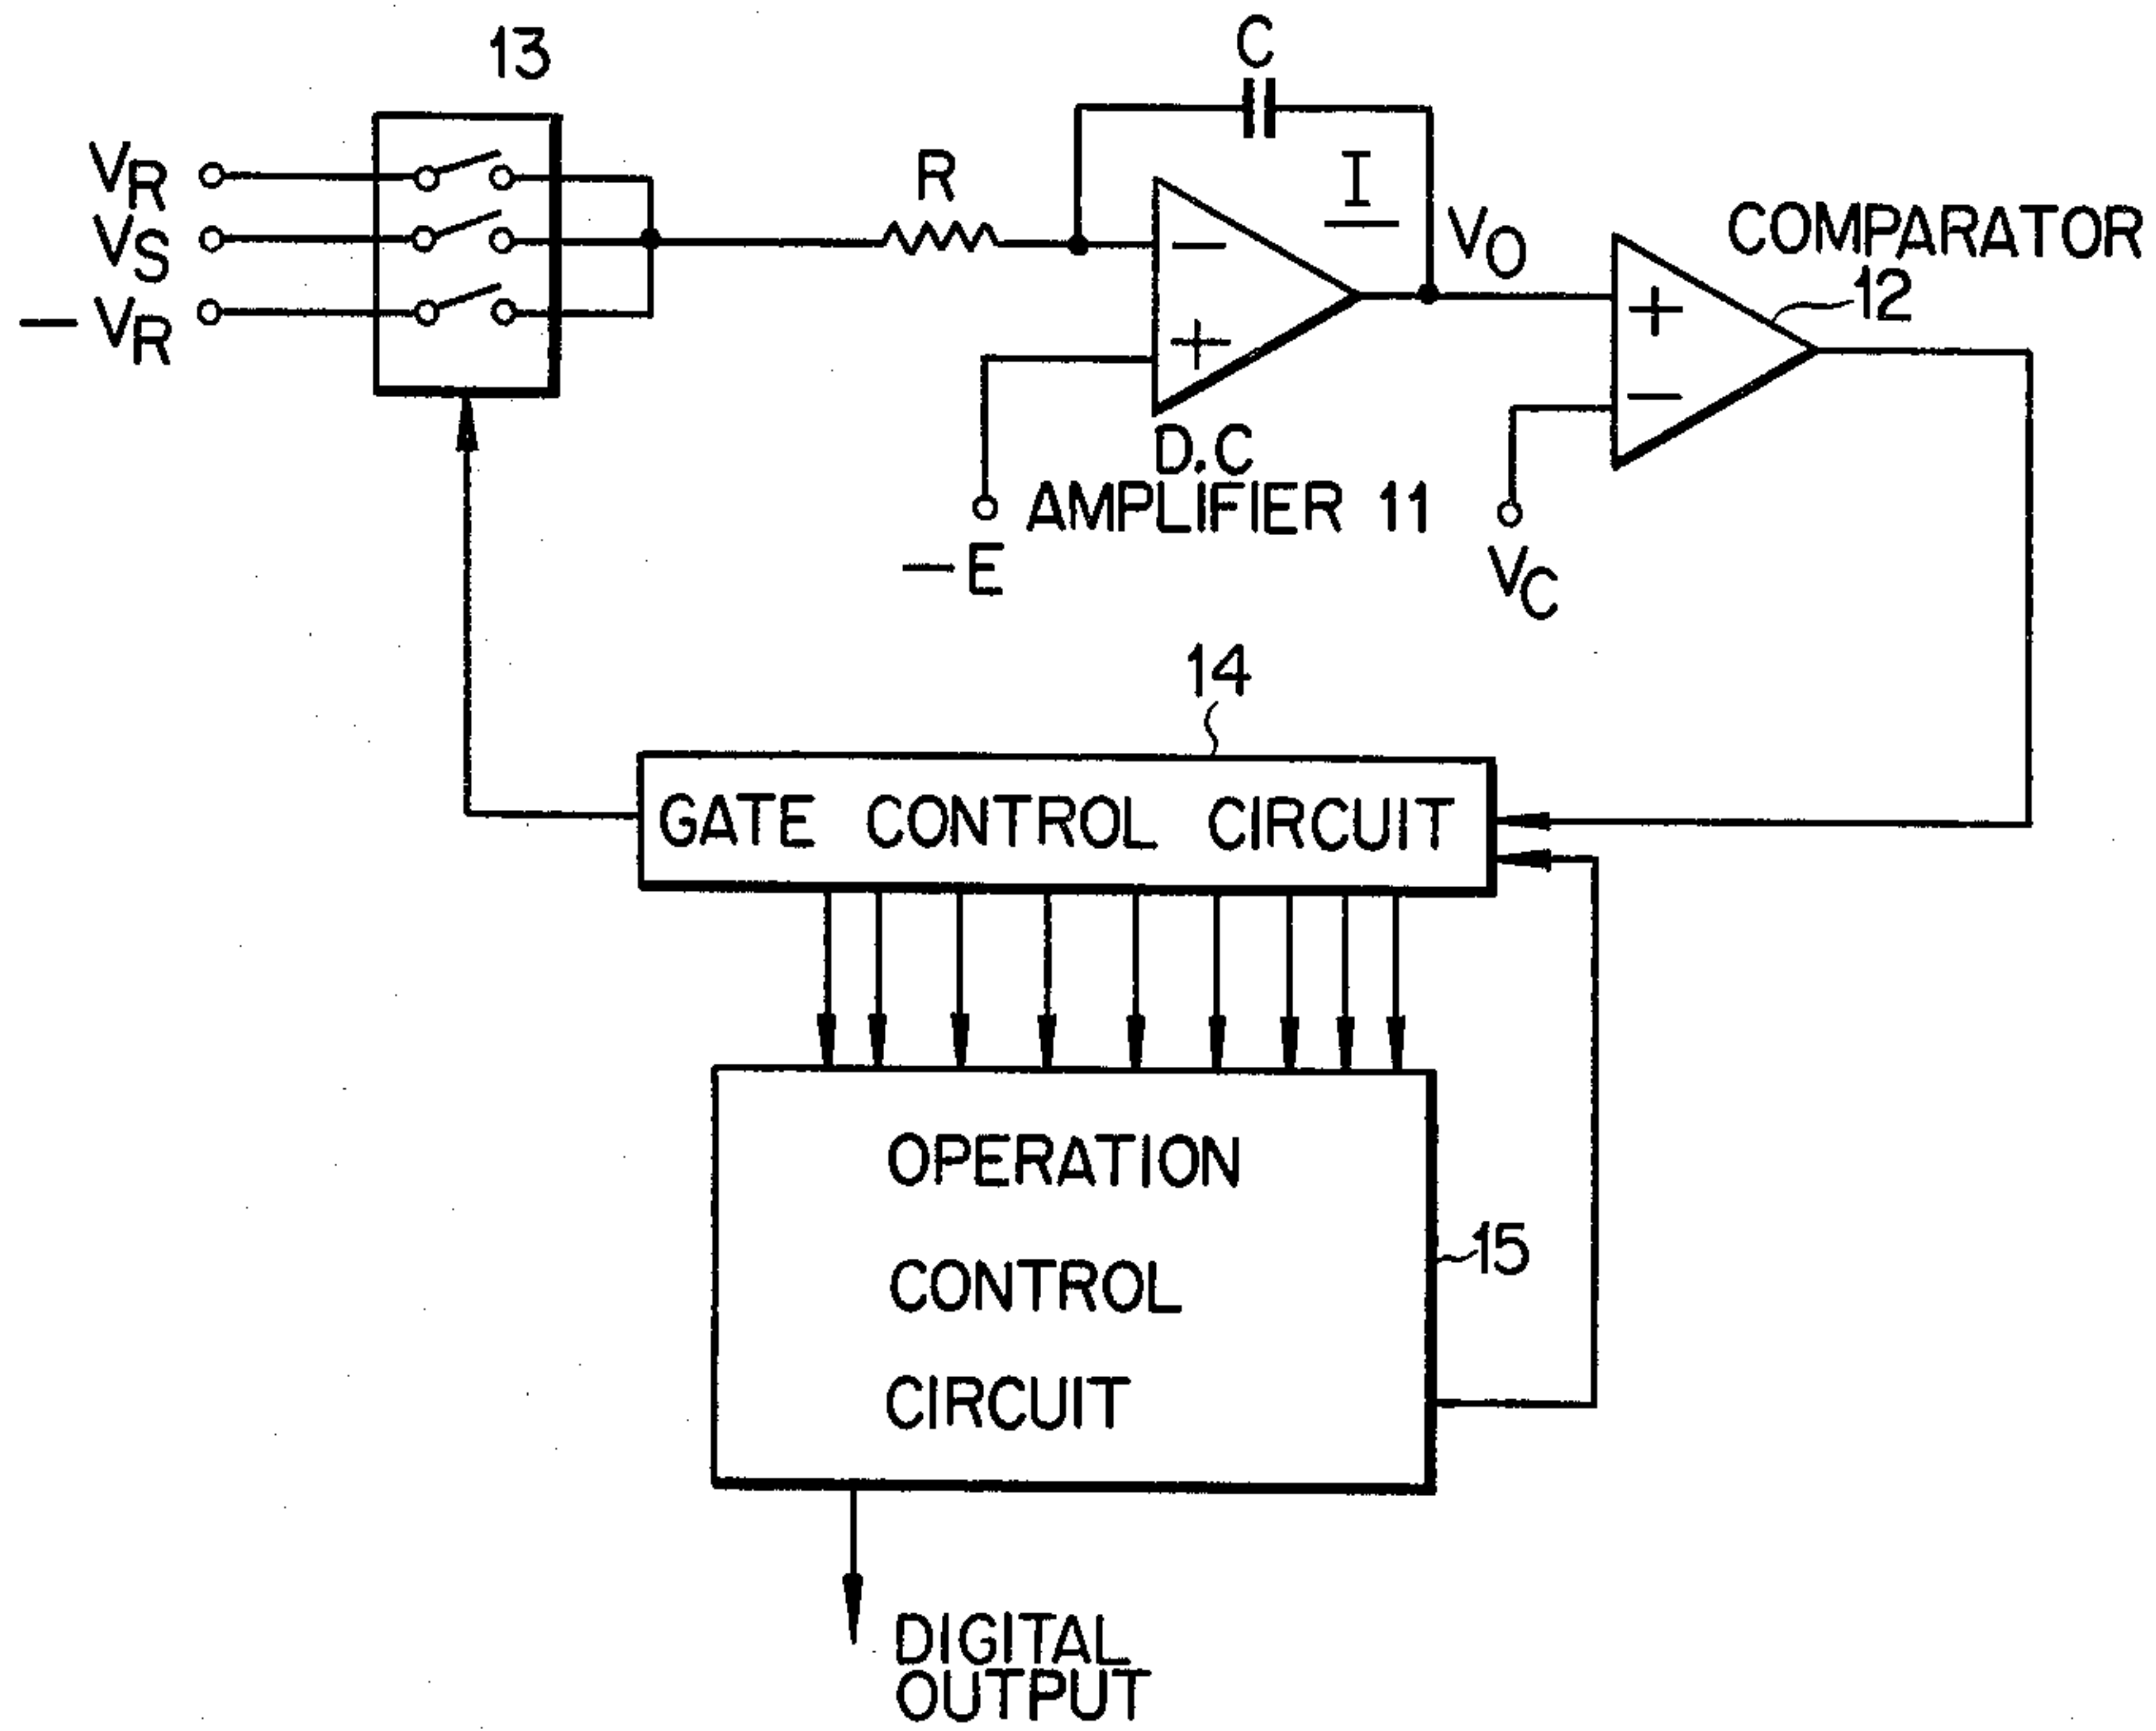 13
C
VR
VS
− VR
R
I
VO
COMPARATOR
12
D.C
AMPLIFIER 11
−E
VC
14
GATE CONTROL CIRCUIT
OPERATION
CONTROL
CIRCUIT
15
DIGITAL
OUTPUT